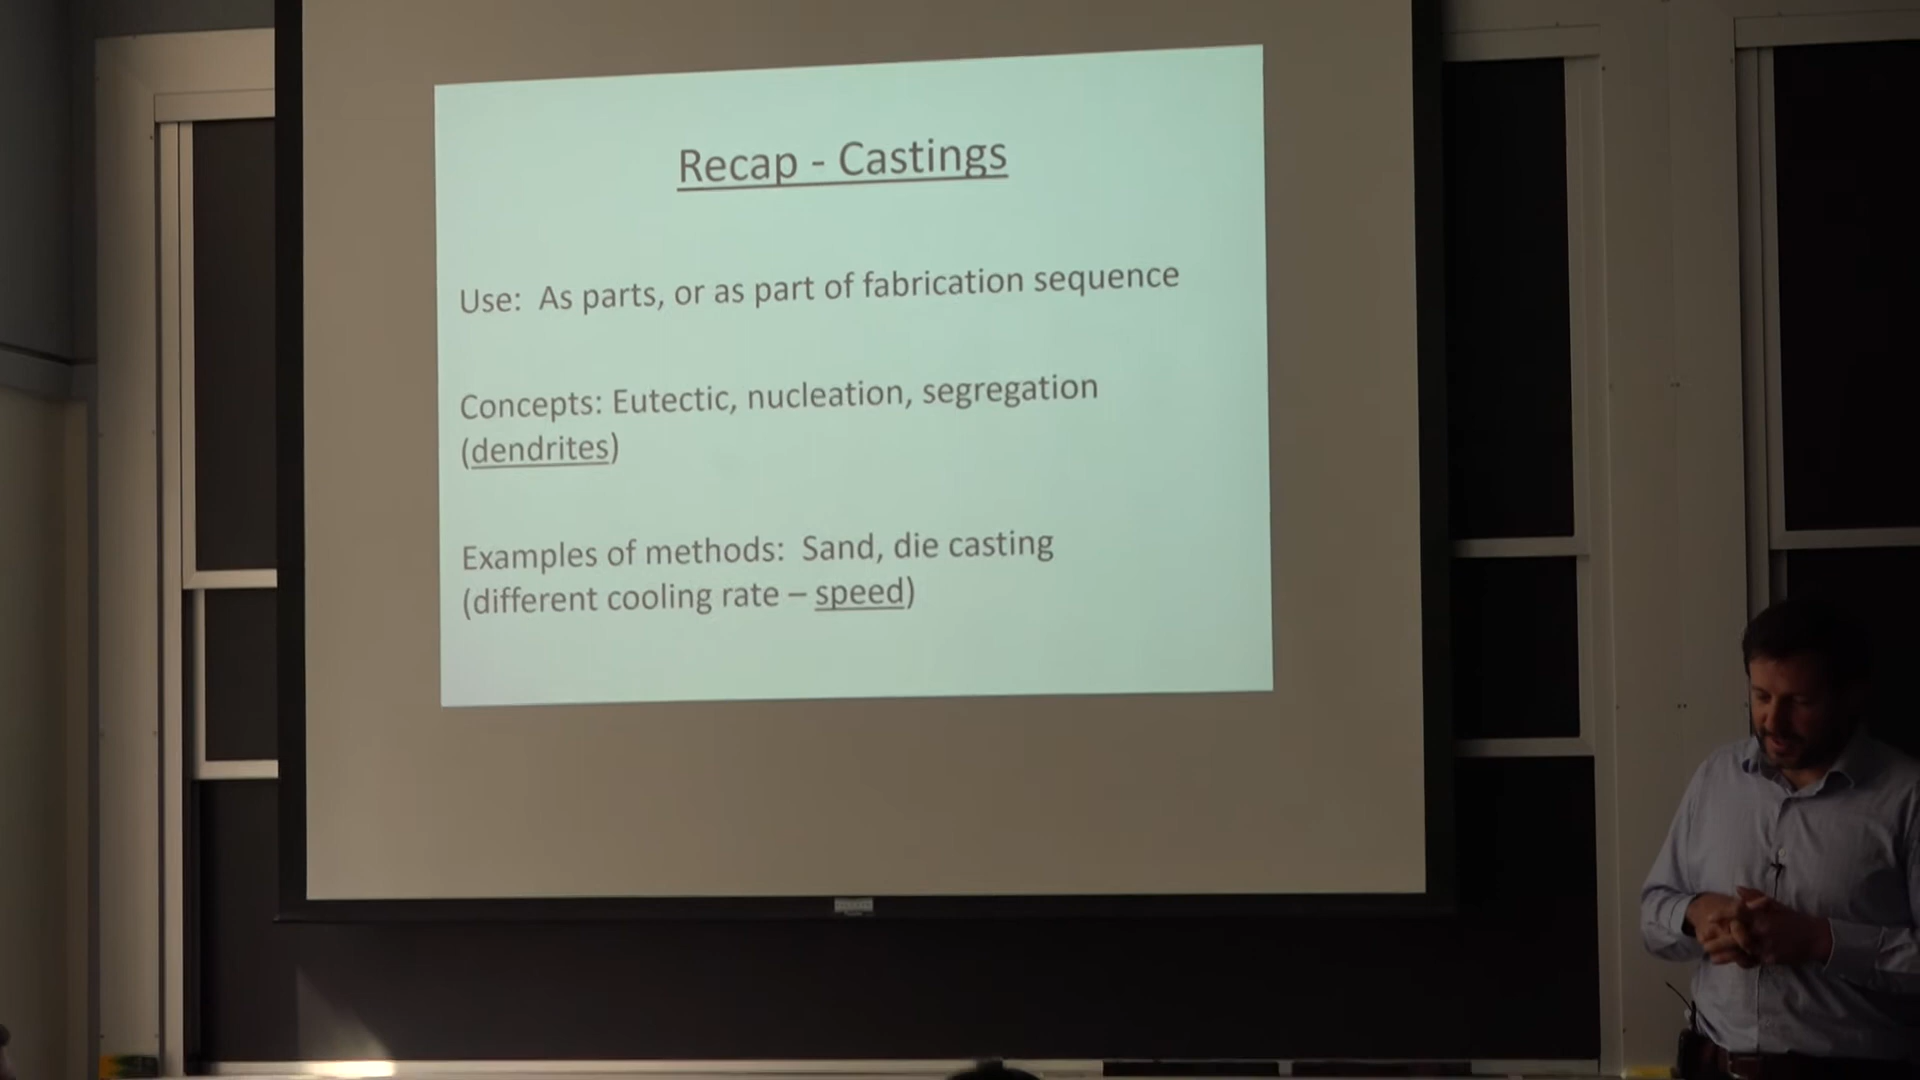 Recap - Castings
Use: As parts, or as part of fabrication sequence
Concepts: Eutectic, nucleation, segregation
(dendrites)
Examples of methods: Sand, die casting
(different cooling rate – speed)